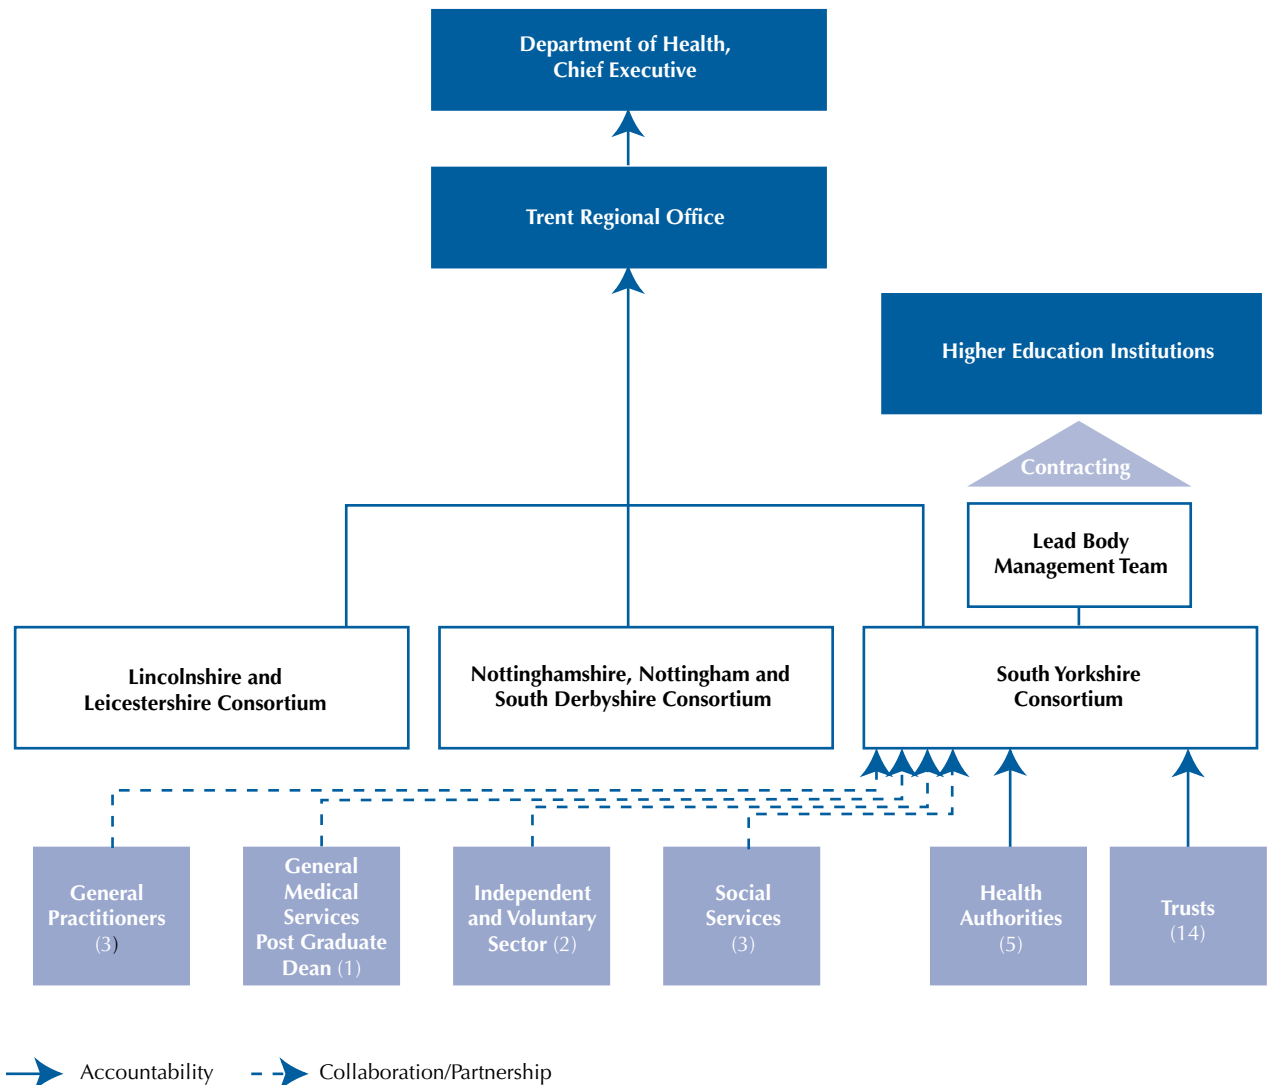 Department of Health,
Chief Executive
Trent Regional Office
Higher Education Institutions
Contracting
Lead Body
Management Team
Lincolnshire and
Leicestershire Consortium
Nottinghamshire, Nottingham and
South Derbyshire Consortium
South Yorkshire
Consortium
General
Practitioners
(3)
General
Medical
Services
Post Graduate
Dean (1)
Independent
and Voluntary
Sector (2)
Social
Services
(3)
Health
Authorities
(5)
Trusts
(14)
Accountability
Collaboration/Partnership